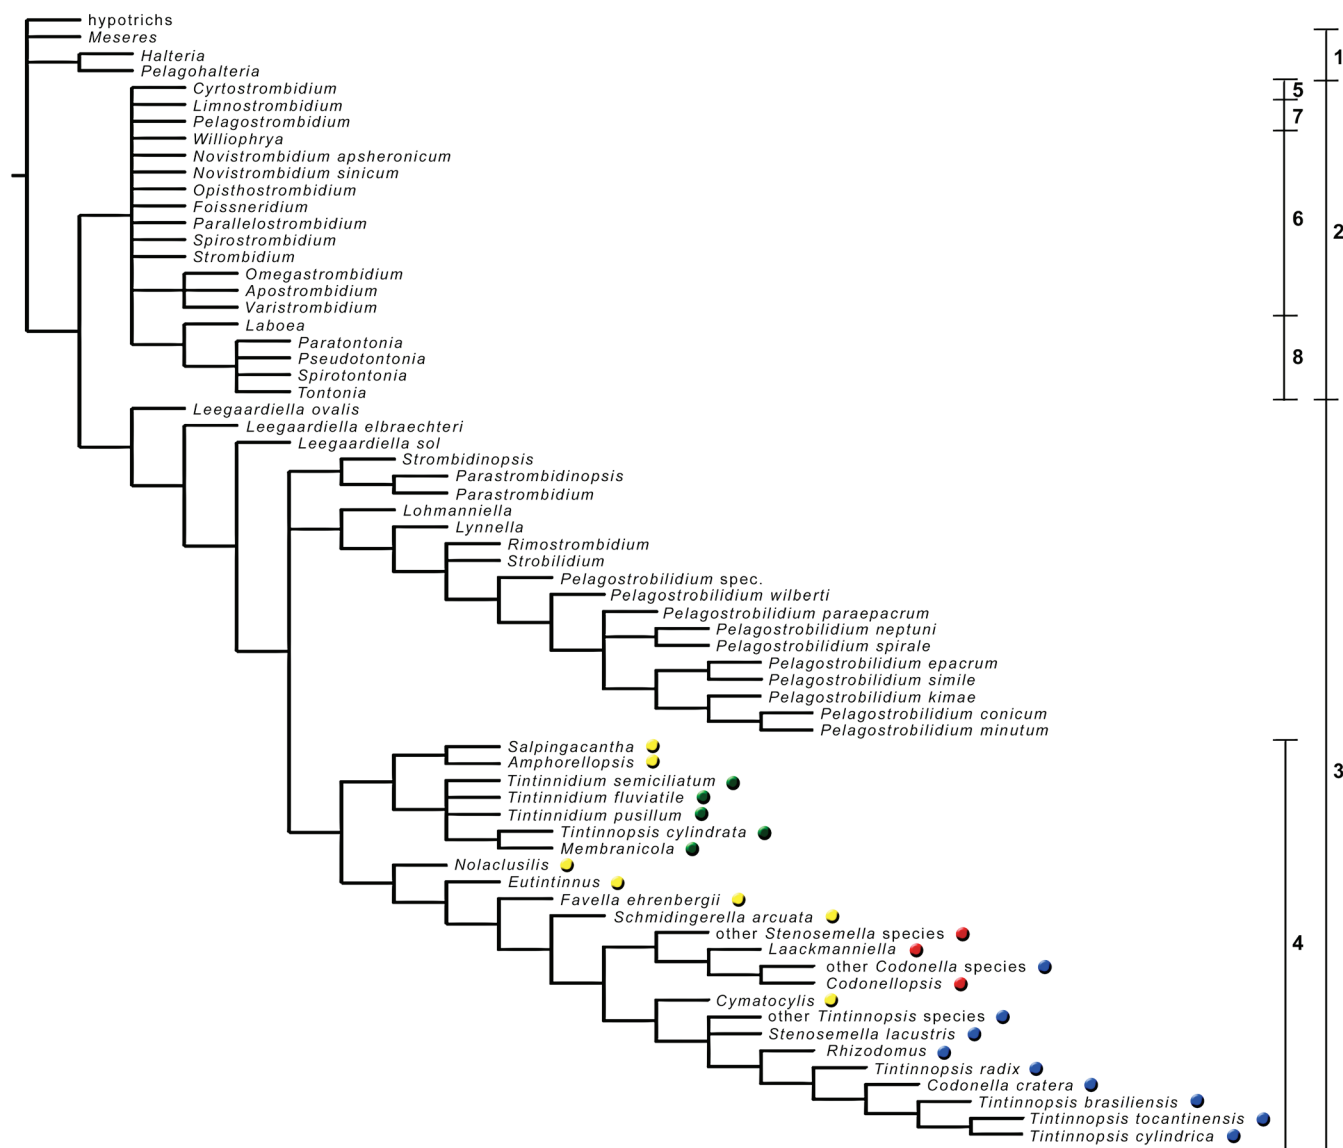 hypotrichs
Meseres
Halteria
1
Pelagohalteria
Cyrtostrombidium
5
Limnostrombidium
7
Pelagostrombidium
Williophrya
Novistrombidium apsheronicum
Novistrombidium sinicum
Opisthostrombidium
Foissneridium
6
Parallelostrombidium
2
Spirostrombidium
Strombidium
Omegastrombidium
Apostrombidium
Varistrombidium
Laboea
Paratontonia
8
Pseudotontonia
Spirotontonia
Tontonia
Leegaardiella ovalis
Leegaardiella elbraechteri
Leegaardiella sol
Strombidinopsis
Parastrombidinopsis
Parastrombidium
Lohmanniella
Lynnella
Rimostrombidium
Strobilidium
Pelagostrobilidium spec.
Pelagostrobilidium wilberti
Pelagostrobilidium paraepacrum
Pelagostrobilidium neptuni
Pelagostrobilidium spirale
Pelagostrobilidium epacrum
Pelagostrobilidium simile
Pelagostrobilidium kimae
Pelagostrobilidium conicum
Pelagostrobilidium minutum
Salpingacantha
Amphorellopsis
3
Tintinnidium semiciliatum
Tintinnidium fluviatile
Tintinnidium pusillum
Tintinnopsis cylindrata
Membranicola
Nolaclusilis
Eutintinnus
Favella ehrenbergii
Schmidingerella arcuata
other Stenosemella species
4
Laackmanniella
other Codonella species
Codonellopsis
Cymatocylis
other Tintinnopsis species
Stenosemella lacustris
Rhizodomus
Tintinnopsis radix
Codonella cratera
Tintinnopsis brasiliensis
Tintinnopsis tocantinensis
Tintinnopsis cylindrica